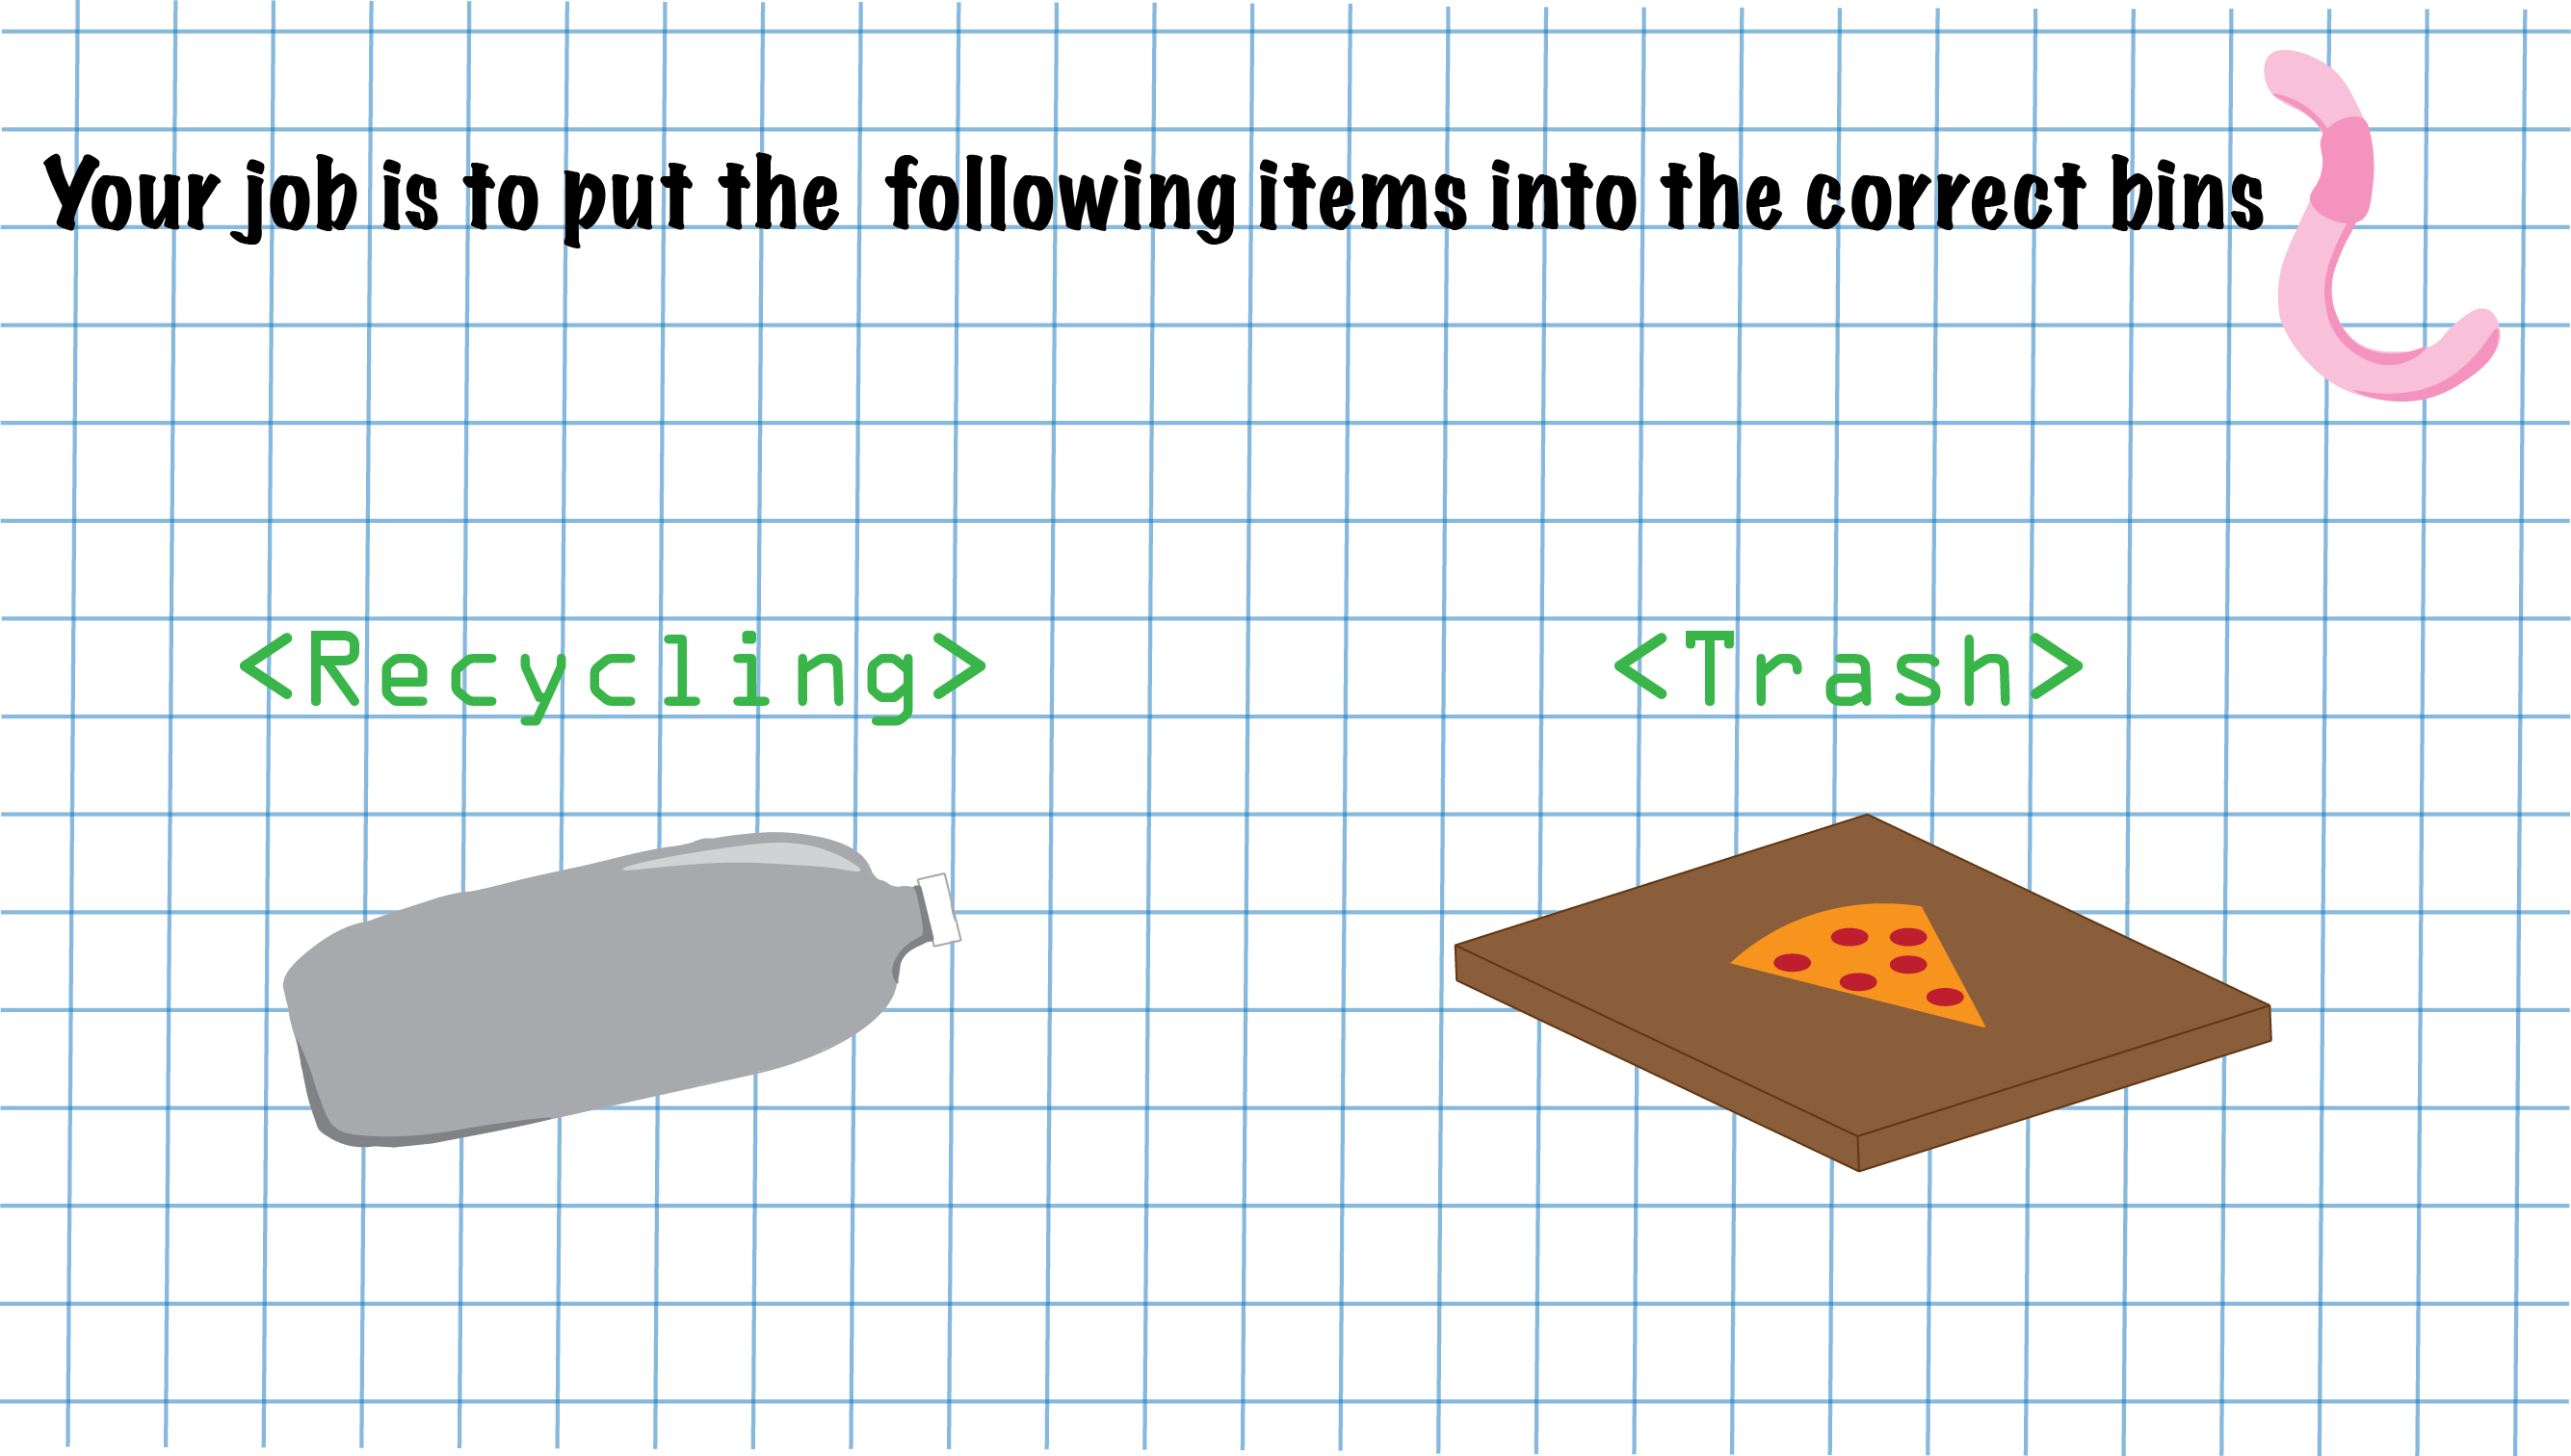 Your job is to put the  following items into the correct bins
<Recycling>
<Trash>